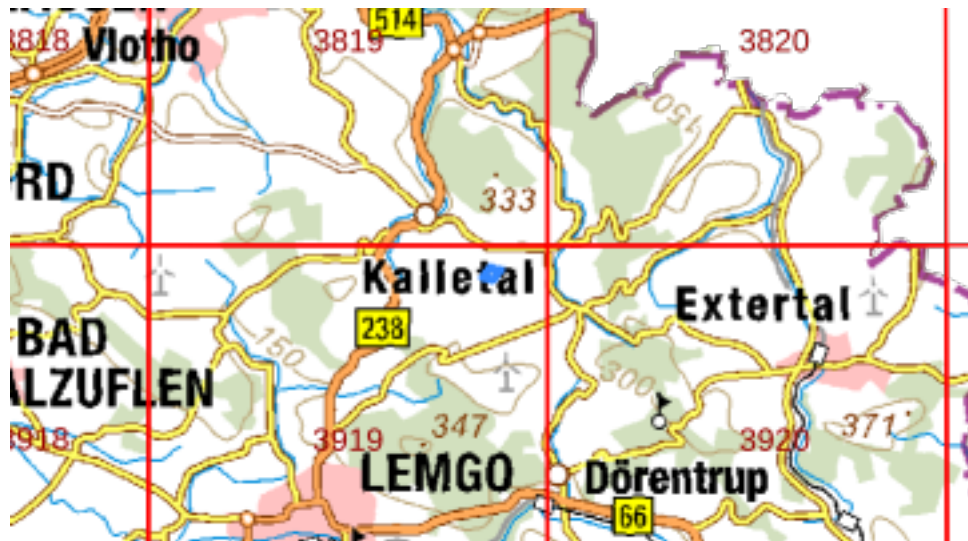 514
3818
Vlotho
3819
3820
150
RD
333
Kalletal
Extertal
238
BAD
150
300
ALZUFLEN
3918
3919
347
3920
371
LEMGO
Dörentrup
66